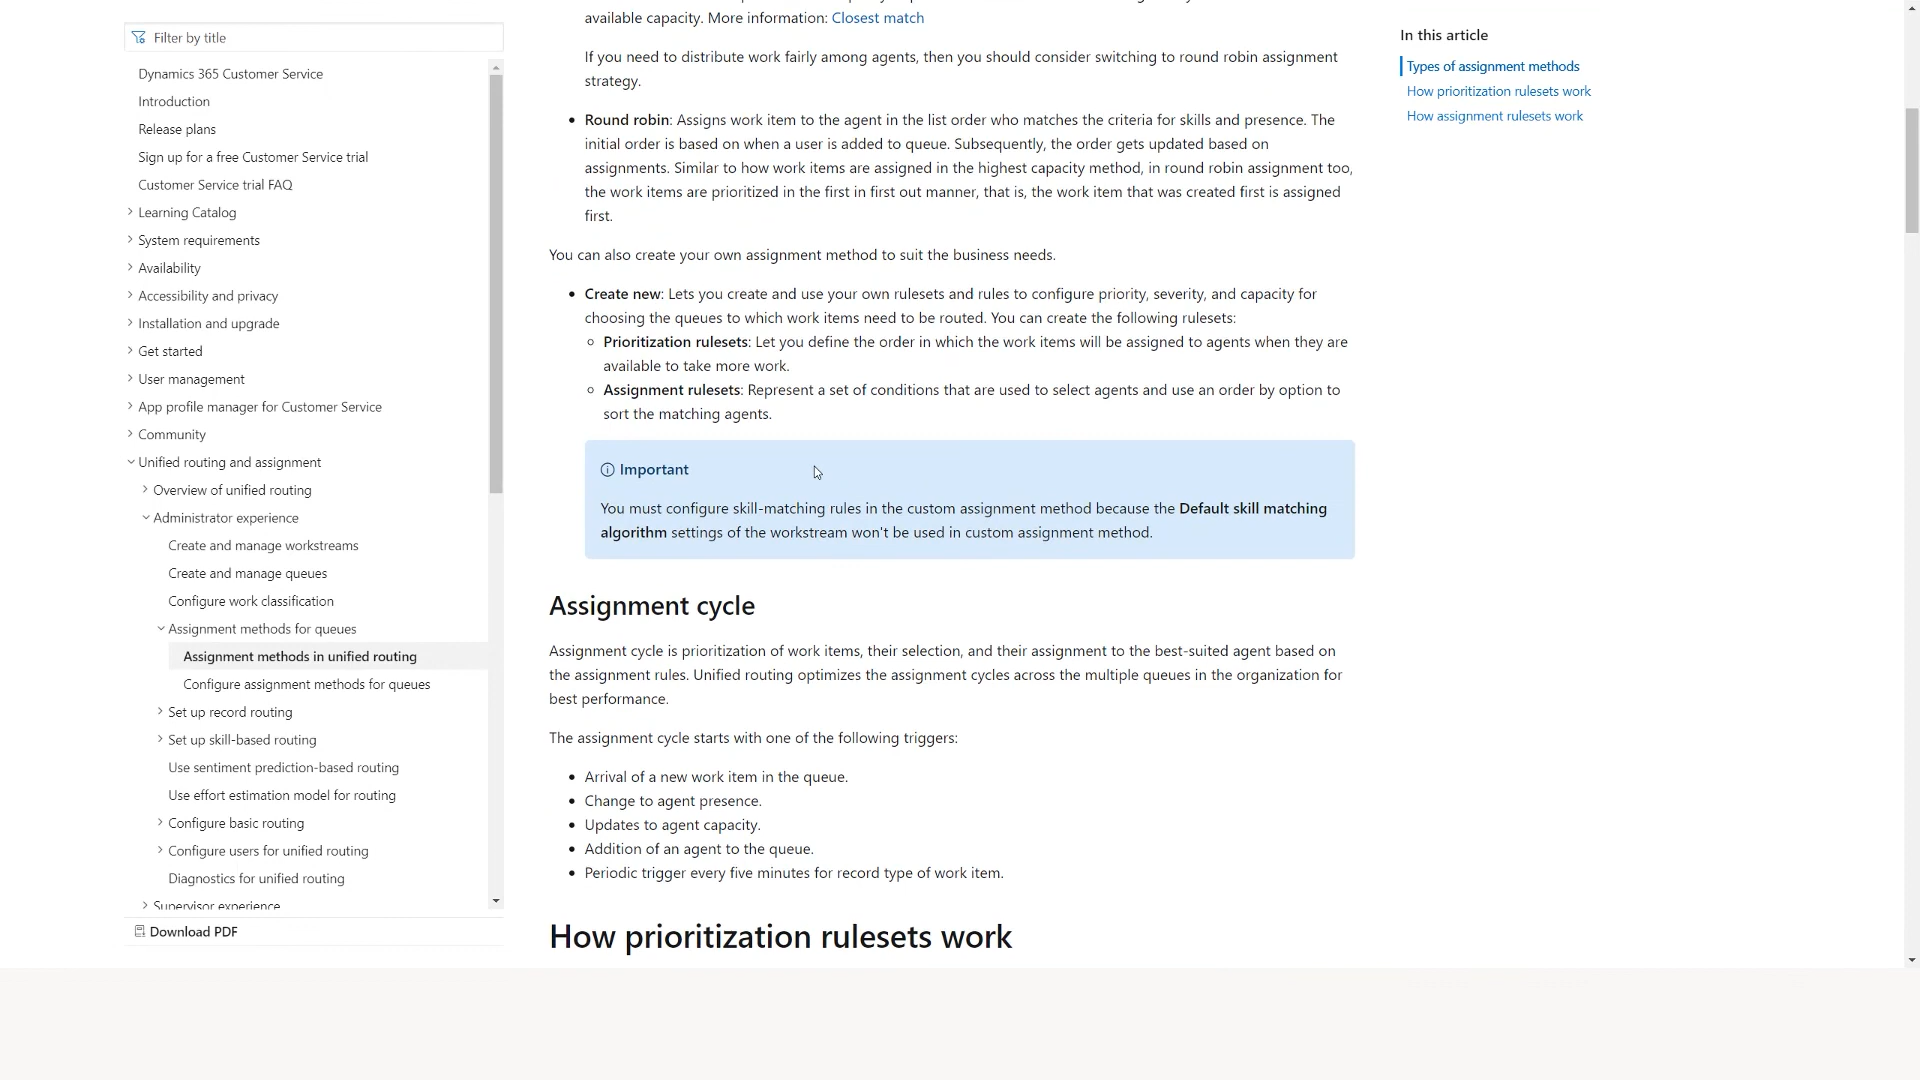 Filter by title
Dynamics 365 Customer Service
Introduction
Release plans
Sign up for a free Customer Service trial
Customer Service trial FAQ
Learning Catalog
System requirements
Availability
Accessibility and privacy
Installation and upgrade
Get started
User management
App profile manager for Customer Service
Community
Unified routing and assignment
Overview of unified routing
Administrator experience
Create and manage workstreams
Create and manage queues
Configure work classification
Assignment methods for queues
Assignment methods in unified routing
Configure assignment methods for queues
Set up record routing
Set up skill-based routing
Use sentiment prediction-based routing
Use effort estimation model for routing
Configure basic routing
Configure users for unified routing
Diagnostics for unified routing
Supervisor experience
Download PDF
available capacity. More information: Closest match
If you need to distribute work fairly among agents, then you should consider switching to round robin assignment
strategy.
• Round robin: Assigns work item to the agent in the list order who matches the criteria for skills and presence. The
initial order is based on when a user is added to queue. Subsequently, the order gets updated based on
assignments. Similar to how work items are assigned in the highest capacity method, in round robin assignment too,
the work items are prioritized in the first in first out manner, that is, the work item that was created first is assigned
first.
You can also create your own assignment method to suit the business needs.
• Create new: Lets you create and use your own rulesets and rules to configure priority, severity, and capacity for
choosing the queues to which work items need to be routed. You can create the following rulesets:
○ Prioritization rulesets: Let you define the order in which the work items will be assigned to agents when they are
available to take more work.
○ Assignment rulesets: Represent a set of conditions that are used to select agents and use an order by option to
sort the matching agents.
Important
You must configure skill-matching rules in the custom assignment method because the Default skill matching
algorithm settings of the workstream won't be used in custom assignment method.
Assignment cycle
Assignment cycle is prioritization of work items, their selection, and their assignment to the best-suited agent based on
the assignment rules. Unified routing optimizes the assignment cycles across the multiple queues in the organization for
best performance.
The assignment cycle starts with one of the following triggers:
• Arrival of a new work item in the queue.
• Change to agent presence.
• Updates to agent capacity.
• Addition of an agent to the queue.
• Periodic trigger every five minutes for record type of work item.
How prioritization rulesets work
In this article
Types of assignment methods
How prioritization rulesets work
How assignment rulesets work